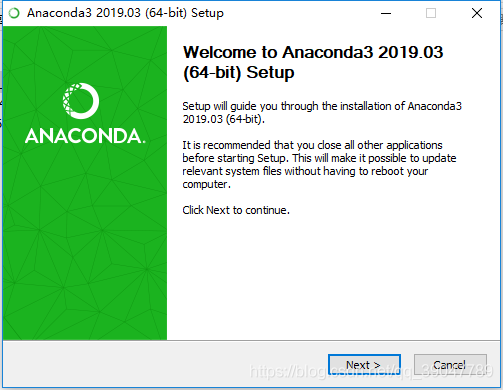 Anaconda3 2019.03 (64-bit) Setup
Welcome to Anaconda3 2019.03
(64-bit) Setup
Setup will guide you through the installation of Anaconda3
2019.03 (64-bit).
It is recommended that you close all other applications
before starting Setup. This will make it possible to update
relevant system files without having to reboot your
computer.
Click Next to continue.
ANACONDA.
Next >
Cancel